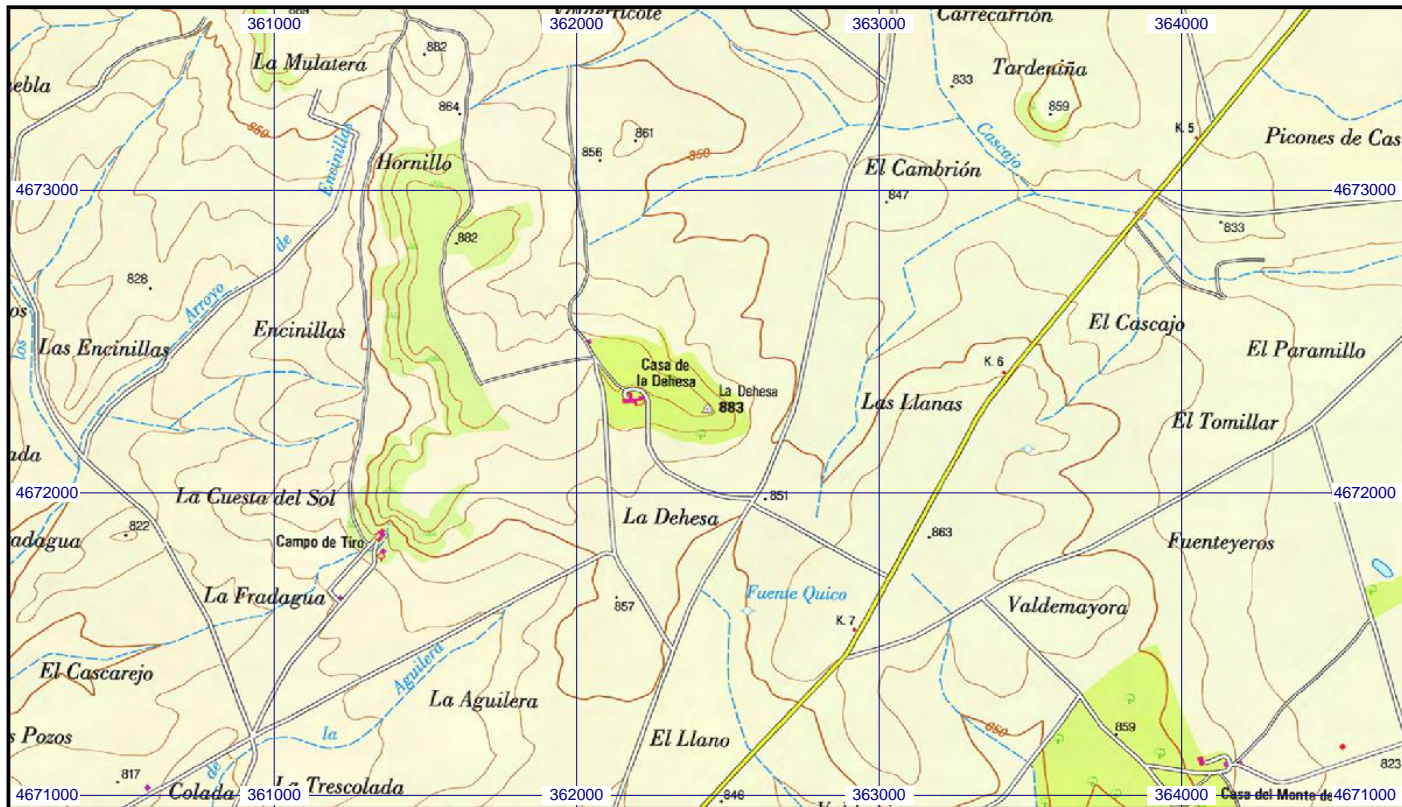 361000
362000
363000
364000
Carrecarrión
882
La Mulatera
833
Tardeniña
864
859
850
861
K. 5
Picones de Cas
Encinillas
Hornillo
856
850
Cascajo
El Cambrión
4673000
4673000
847
882
833
de
828
Arroyo
El Cascajo
Encinillas
los
Las Encinillas
El Paramillo
Casa de
la Dehesa
La Dehesa
883
K. 6
Las Llanas
El Tomillar
4672000
4672000
La Cuesta del Sol
851
La Dehesa
822
Campo de Tiro
863
Fuenteyeros
La Fradagua
857
Fuente Quico
Valdemayora
K. 7
El Cascarejo
Aguilera
La Aguilera
s Pozos
la
El Llano
850
859
817
de
823
Colada
La Trescolada
846
Casa del Monte de
4671000
361000
362000
363000
364000
4671000